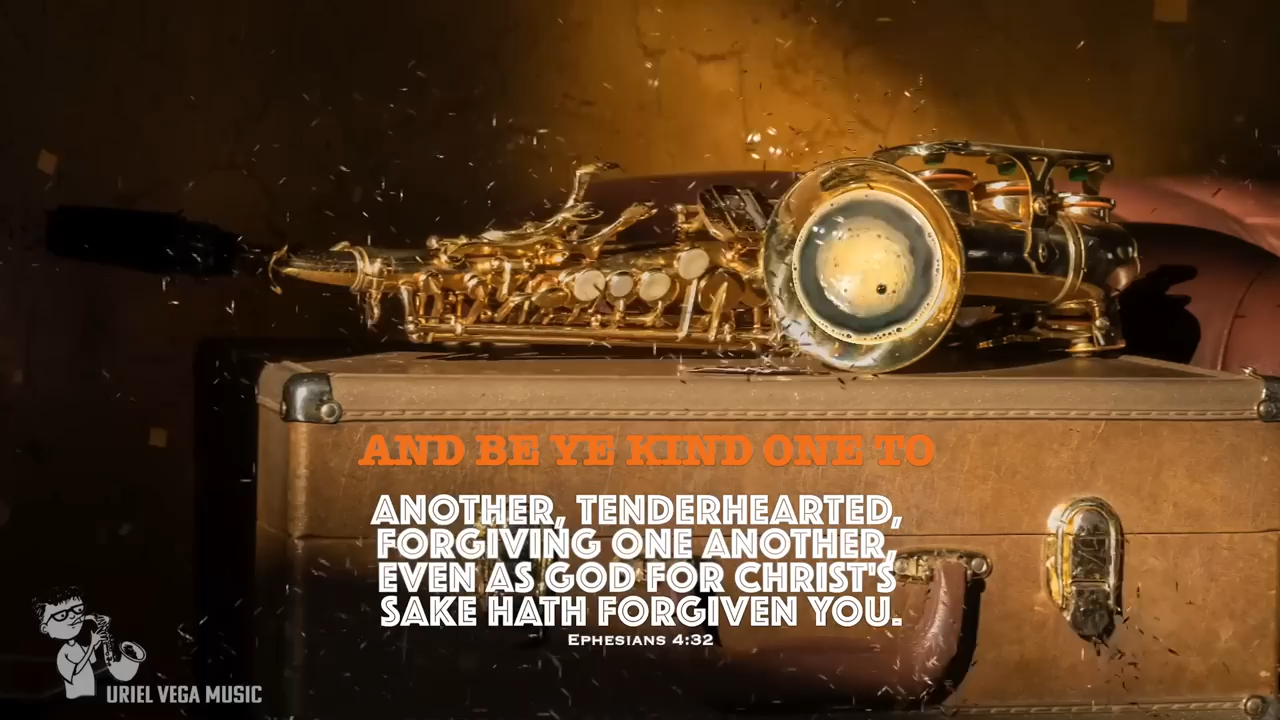 AND BE YE KIND ONE TO
ANOTHER, TENDERHEARTED,
FORGIVING ONE ANOTHER,
EVEN AS GOD FOR CHRIST'S
SAKE HATH FORGIVEN YOU.
EPHESIANS 4:32
URIEL VEGA MUSIC